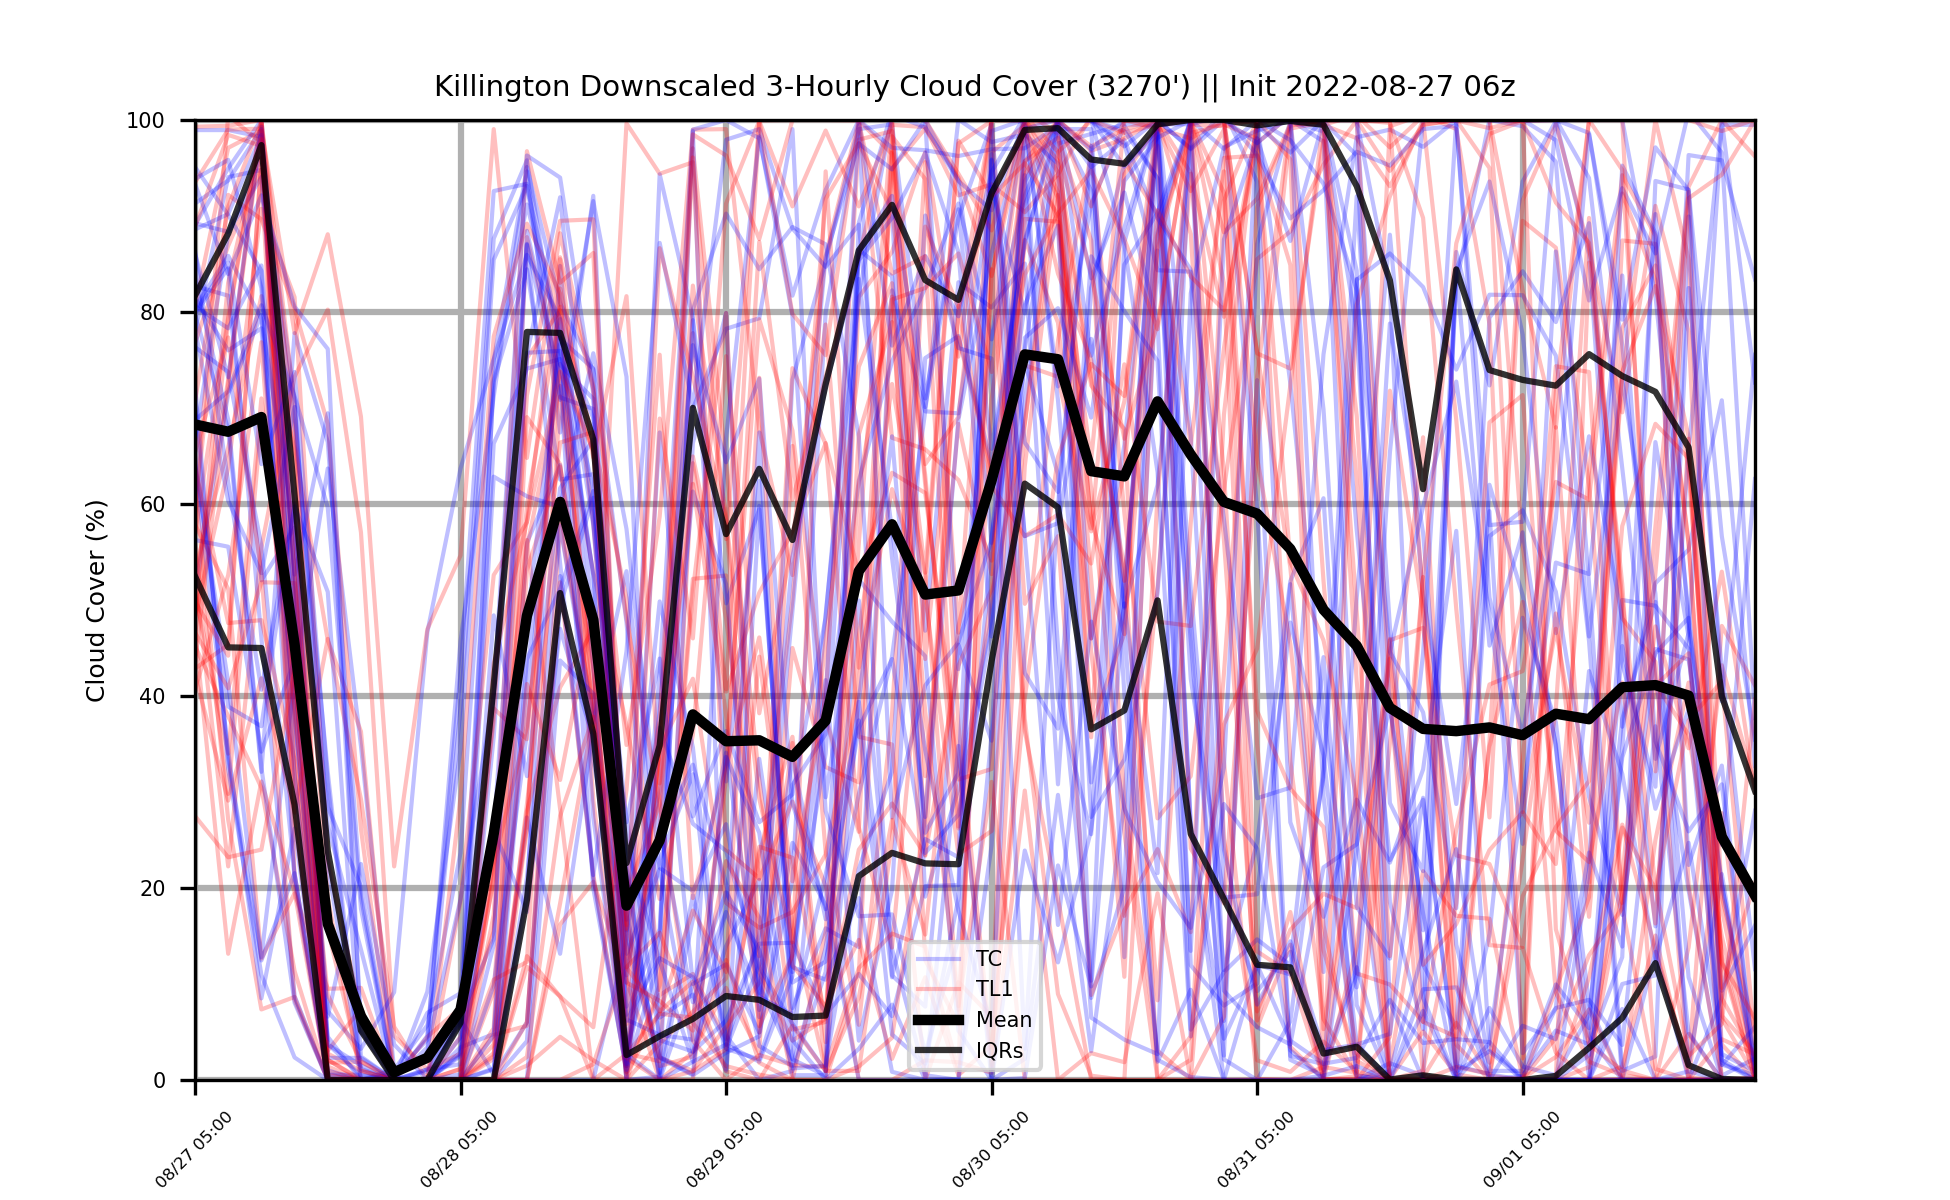 Killington Downscaled 3-Hourly Cloud Cover (3270') || Init 2022-08-27 06z
Cloud Cover (%)
100
80
60
40
20
0
TC
TL1
Mean
IQRs
08/27 05:00
08/28 05:00
08/29 05:00
08/30 05:00
08/31 05:00
09/01 05:00